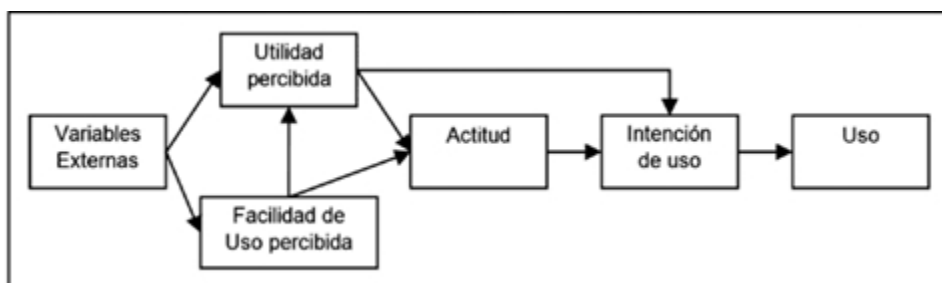 Utilidad
percibida
Variables
Externas
Facilidad de
Uso percibida
Actitud
Intención
de uso
Uso